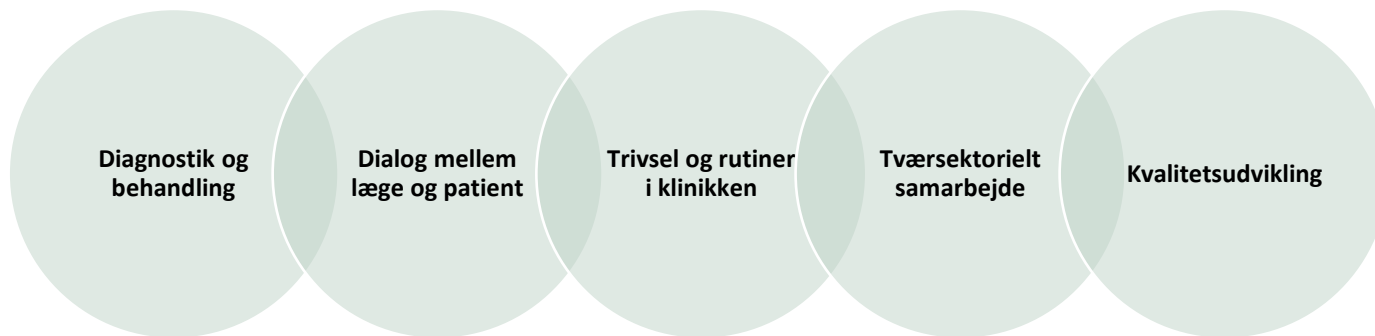 Diagnostik og
behandling
Dialog mellem
læge og patient
Trivsel og rutiner
i klinikken
Tværsektorielt
samarbejde
Kvalitetsudvikling